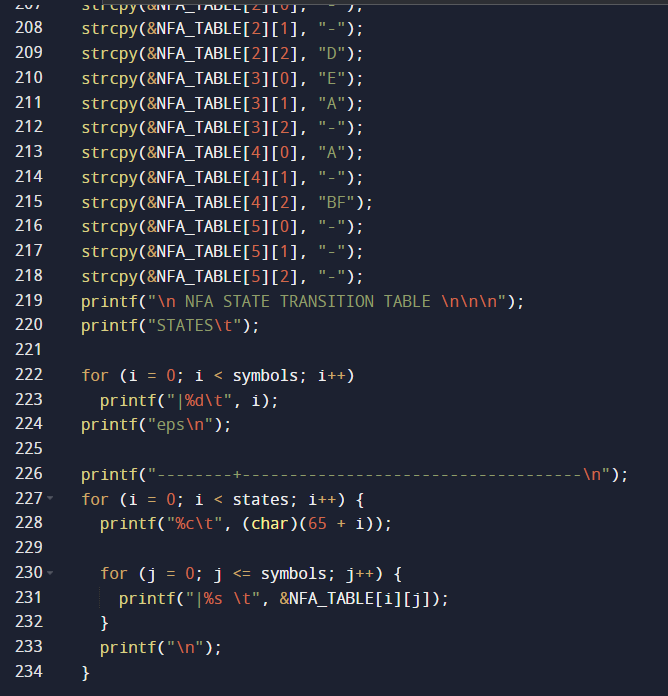 207 strcpy(&NFA_TABLE[2][0], "-");
208 strcpy(&NFA_TABLE[2][1], "-");
209 strcpy(&NFA_TABLE[2][2], "D");
210 strcpy(&NFA_TABLE[3][0], "E");
211 strcpy(&NFA_TABLE[3][1], "A");
212 strcpy(&NFA_TABLE[3][2], "-");
213 strcpy(&NFA_TABLE[4][0], "A");
214 strcpy(&NFA_TABLE[4][1], "-");
215 strcpy(&NFA_TABLE[4][2], "BF");
216 strcpy(&NFA_TABLE[5][0], "-");
217 strcpy(&NFA_TABLE[5][1], "-");
218 strcpy(&NFA_TABLE[5][2], "-");
219 printf("\n NFA STATE TRANSITION TABLE \n\n\n");
220 printf("STATES\t");
221
222 for (i = 0; i < symbols; i++)
223 printf("|%d\t", i);
224 printf("eps\n");
225
226 printf("--------+------------------------------------\n");
227 for (i = 0; i < states; i++) {
228 printf("%c\t", (char)(65 + i));
229
230 for (j = 0; j <= symbols; j++) {
231 printf("|%s \t", &NFA_TABLE[i][j]);
232 }
233 printf("\n");
234 }